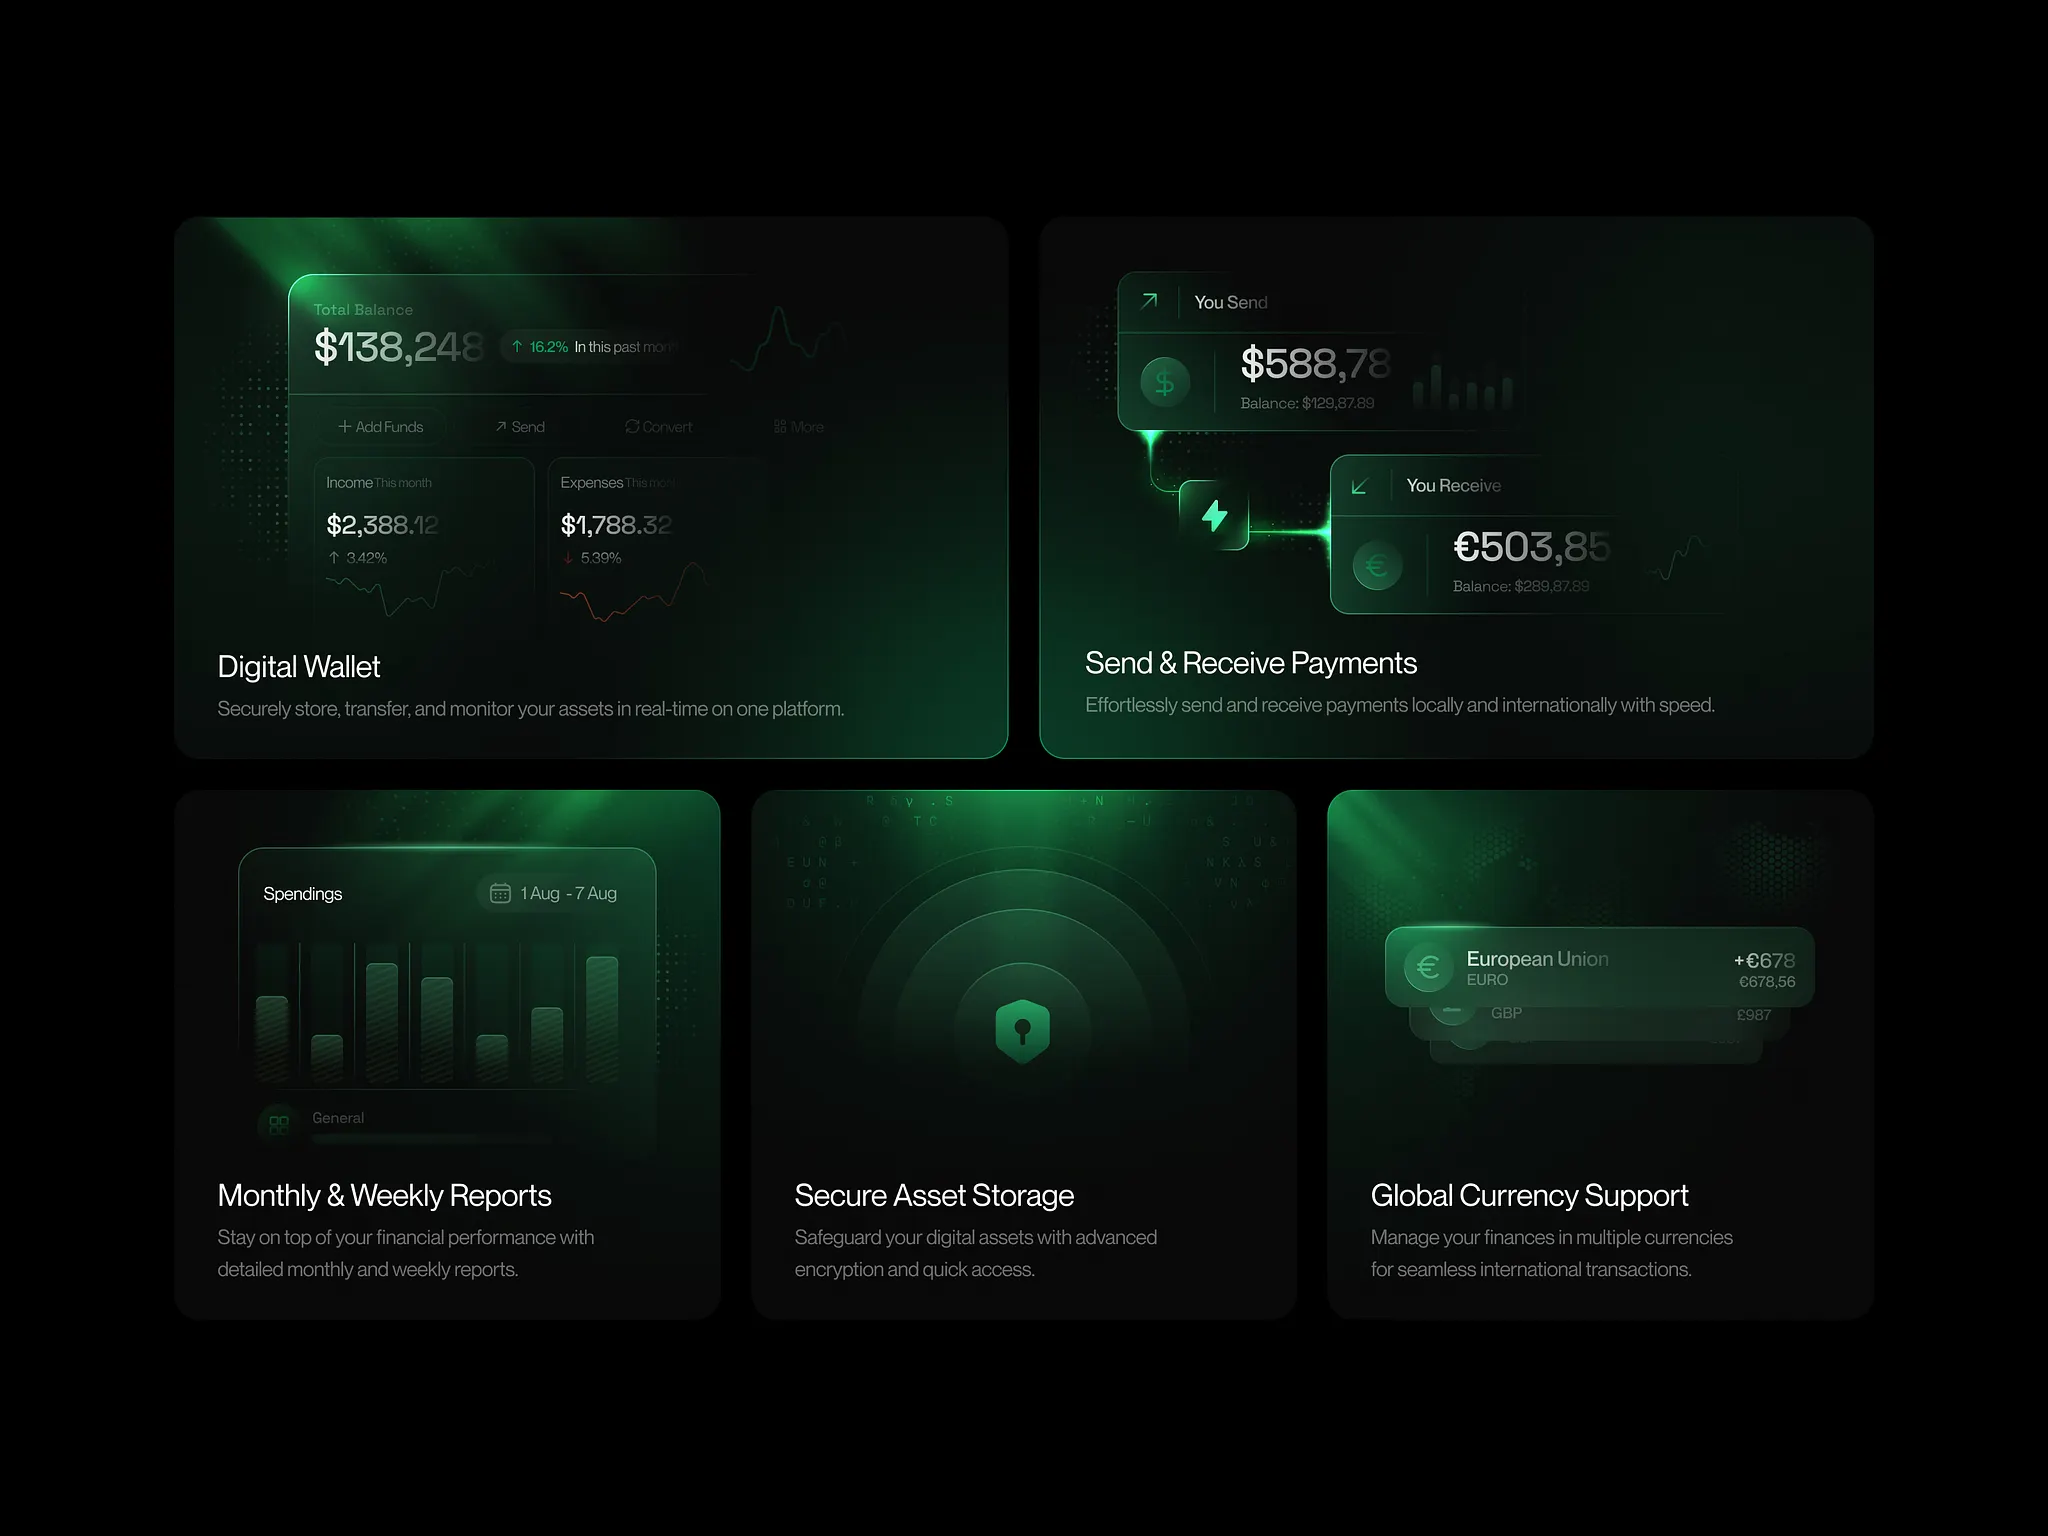 Total Balance
$138,248
↑ 16.2% In this past month
+ Add Funds
Send
Convert
More
Income This month
$2,388.12
↑ 3.42%
Expenses This month
$1,788.32
↓ 5.39%
Digital Wallet
Securely store, transfer, and monitor your assets in real-time on one platform.
You Send
$
$588,78
Balance: $129,87.89
You Receive
€
€503,85
Balance: $289,87.89
Send & Receive Payments
Effortlessly send and receive payments locally and internationally with speed.
Spendings
1 Aug - 7 Aug
General
Monthly & Weekly Reports
Stay on top of your financial performance with
detailed monthly and weekly reports.
Secure Asset Storage
Safeguard your digital assets with advanced
encryption and quick access.
€
European Union
+€678
EURO
€678,56
GBP
£987
Global Currency Support
Manage your finances in multiple currencies
for seamless international transactions.